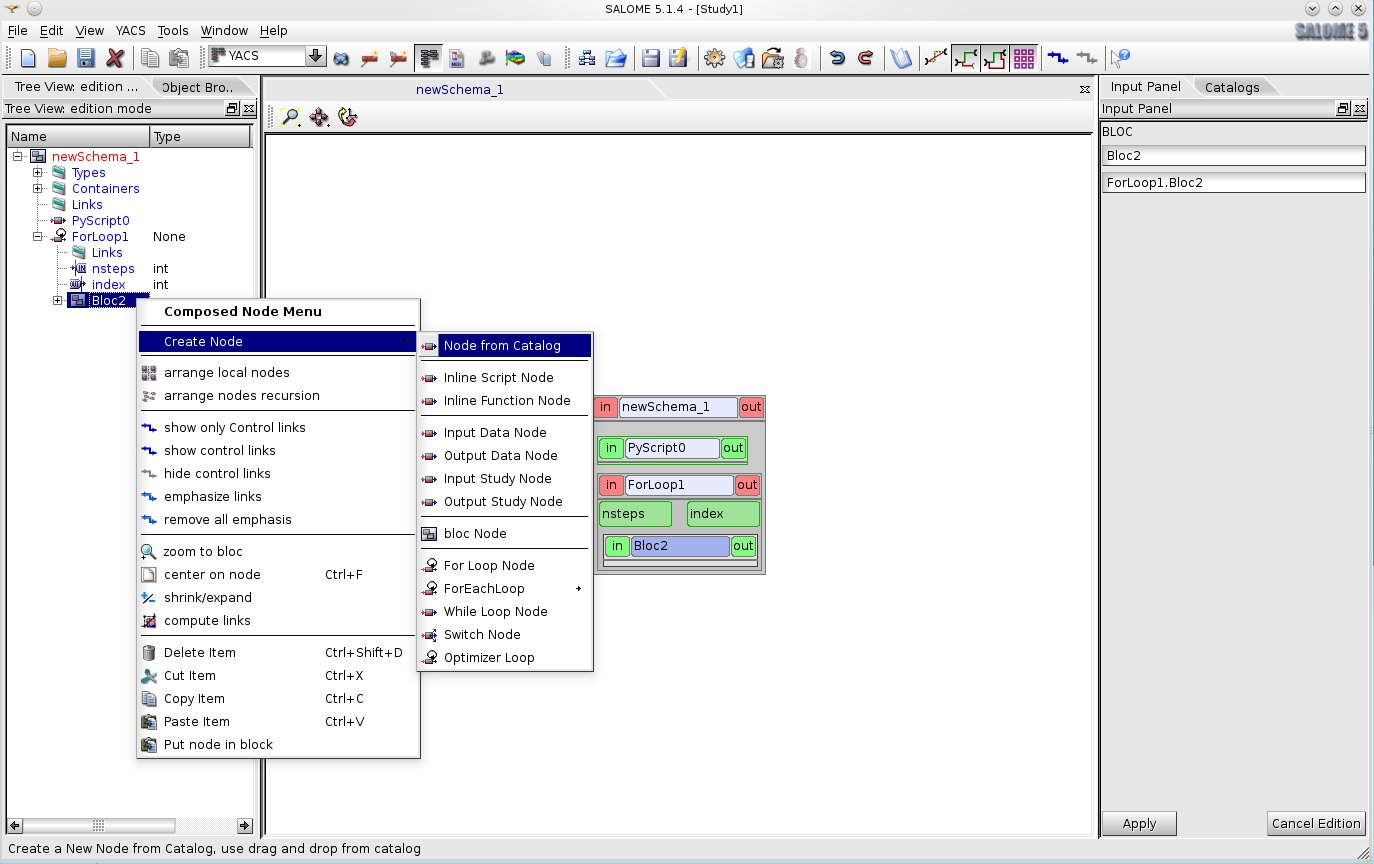 SALOME 5.1.4 - [Study1]
File Edit View YACS Tools Window Help
SALOME 5
YACS
Tree View: edition ... Object Bro..
Tree View: edition mode
Name Type
newSchema_1
Types
Containers
Links
PyScript0
ForLoop1 None
Links
nsteps int
index int
Bloc2
Composed Node Menu
Create Node
arrange local nodes
arrange nodes recursion
show only Control links
show control links
hide control links
emphasize links
remove all emphasis
zoom to bloc
center on node Ctrl+F
shrink/expand
compute links
Delete Item Ctrl+Shift+D
Cut Item Ctrl+X
Copy Item Ctrl+C
Paste Item Ctrl+V
Put node in block
Node from Catalog
Inline Script Node
Inline Function Node
Input Data Node
Output Data Node
Input Study Node
Output Study Node
bloc Node
For Loop Node
ForEachLoop
While Loop Node
Switch Node
Optimizer Loop
newSchema_1
in newSchema_1 out
in PyScript0 out
in ForLoop1 out
nsteps index
in Bloc2 out
Input Panel Catalogs
Input Panel
BLOC
Bloc2
ForLoop1.Bloc2
Apply Cancel Edition
Create a New Node from Catalog, use drag and drop from catalog